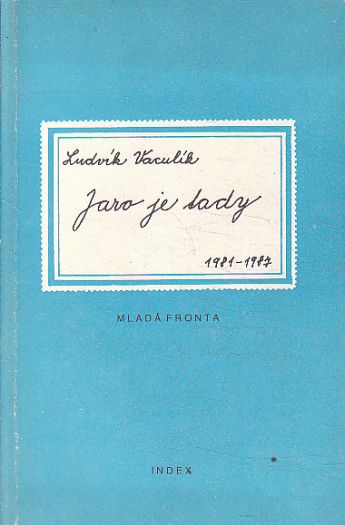 Ludvík Vaculík
Jaro je tady
1981-1987
MLADÁ FRONTA
INDEX